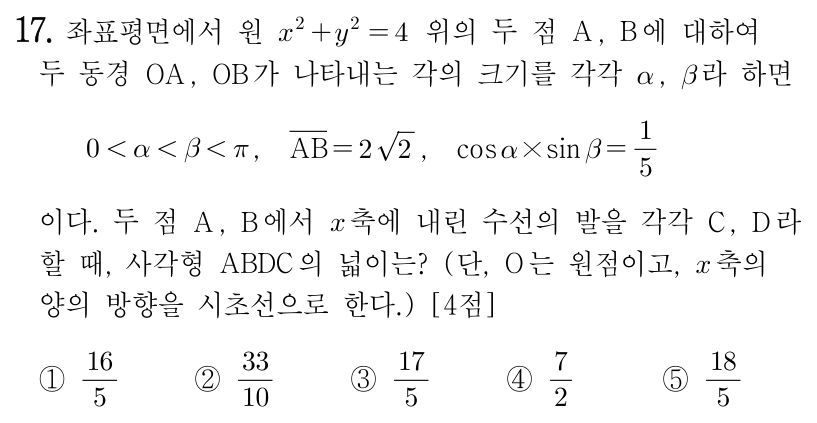 17. 좌표평면에서 원 x²+y²=4 위의 두 점 A, B에 대하여
두 동경 OA, OB가 나타내는 각의 크기를 각각 α, β라 하면
0<α<β<π, A̅B̅=2√2, cosα×sinβ=1/5
이다. 두 점 A, B에서 x축에 내린 수선의 발을 각각 C, D라
할 때, 사각형 ABDC의 넓이는? (단, O는 원점이고, x축의
양의 방향을 시초선으로 한다.) [4점]
① 16/5 ② 33/10 ③ 17/5 ④ 7/2 ⑤ 18/5